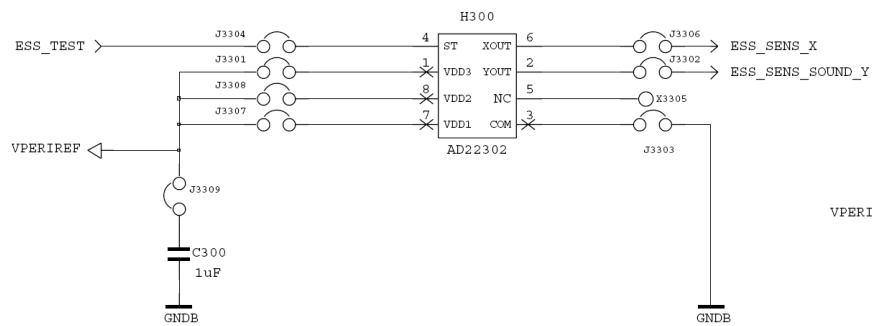 H300
ESS_TEST
J3304
4
ST
XOUT
6
J3306
ESS_SENS_X
J3301
1
VDD3
YOUT
2
J3302
ESS_SENS_SOUND_Y
J3308
8
VDD2
NC
5
X3305
J3307
7
VDD1
COM
3
VPERIREF
AD22302
J3303
J3309
VPERI
C300
1uF
GNDB
GNDB